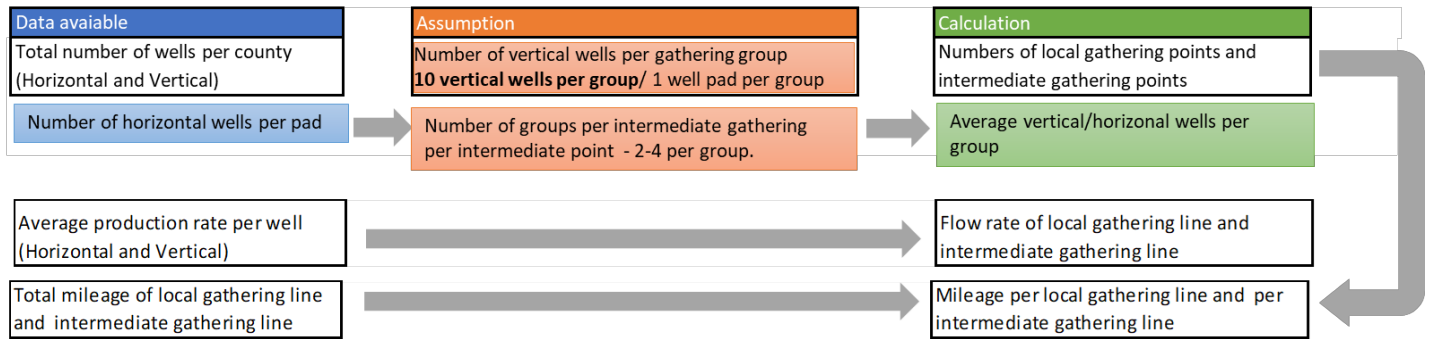 Data avaiable
Assumption
Calculation
Total number of wells per county
(Horizontal and Vertical)
Number of vertical wells per gathering group
10 vertical wells per group/ 1 well pad per group
Numbers of local gathering points and
intermediate gathering points
Number of horizontal wells per pad
Number of groups per intermediate gathering
per intermediate point - 2-4 per group.
Average vertical/horizonal wells per
group
Average production rate per well
(Horizontal and Vertical)
Flow rate of local gathering line and
intermediate gathering line
Total mileage of local gathering line
and intermediate gathering line
Mileage per local gathering line and per
intermediate gathering line